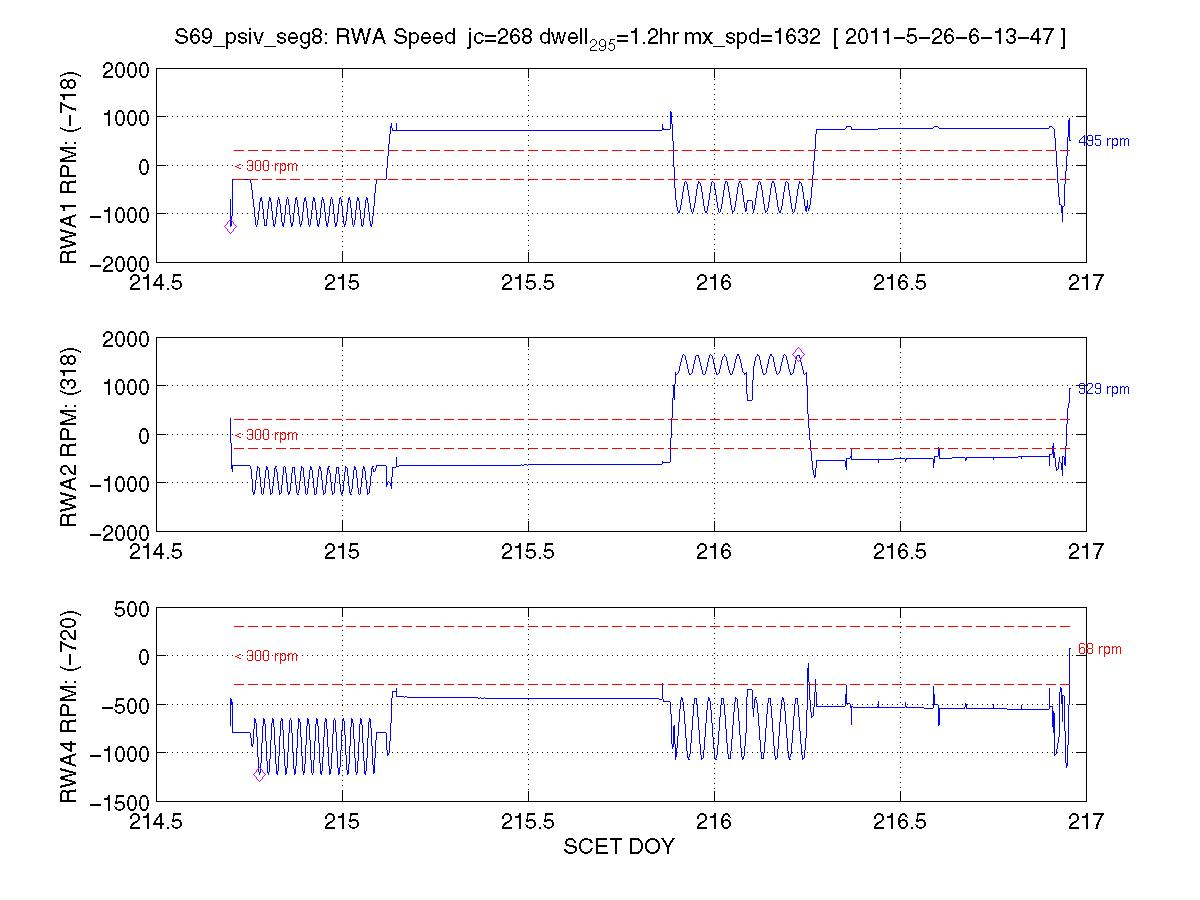 S69_psiv_seg8: RWA Speed jc=268 dwell295=1.2hr mx_spd=1632 [ 2011−5−26−6−13−47 ]
RWA1 RPM: (−718)
2000
1000
0
−1000
−2000
< 300 rpm
495 rpm
214.5 215 215.5 216 216.5 217
RWA2 RPM: (318)
2000
1000
0
−1000
−2000
< 300 rpm
929 rpm
214.5 215 215.5 216 216.5 217
RWA4 RPM: (−720)
500
0
−500
−1000
−1500
< 300 rpm
68 rpm
214.5 215 215.5 216 216.5 217
SCET DOY